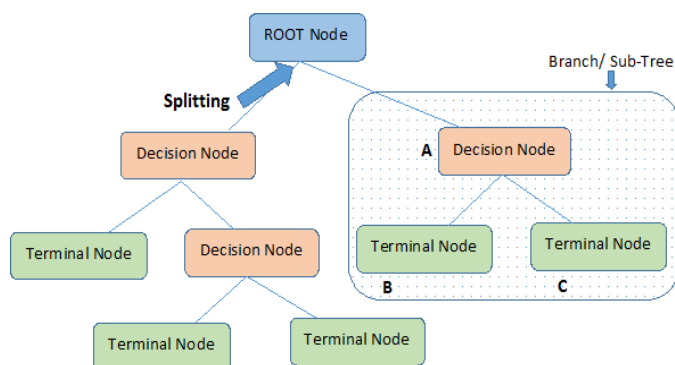 ROOT Node
Branch/ Sub-Tree
Splitting
Decision Node
A
Decision Node
Terminal Node
Decision Node
Terminal Node
Terminal Node
B
C
Terminal Node
Terminal Node